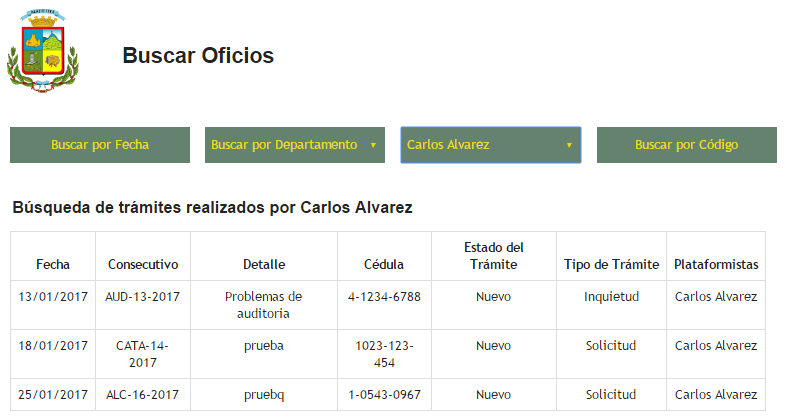 Buscar Oficios
Buscar por Fecha
Buscar por Departamento
Carlos Alvarez
Buscar por Código
Búsqueda de trámites realizados por Carlos Alvarez
Fecha Consecutivo Detalle Cédula Estado del Trámite Tipo de Trámite Plataformistas
13/01/2017 AUD-13-2017 Problemas de auditoria 4-1234-6788 Nuevo Inquietud Carlos Alvarez
18/01/2017 CATA-14-2017 prueba 1023-123-454 Nuevo Solicitud Carlos Alvarez
25/01/2017 ALC-16-2017 pruebq 1-0543-0967 Nuevo Solicitud Carlos Alvarez